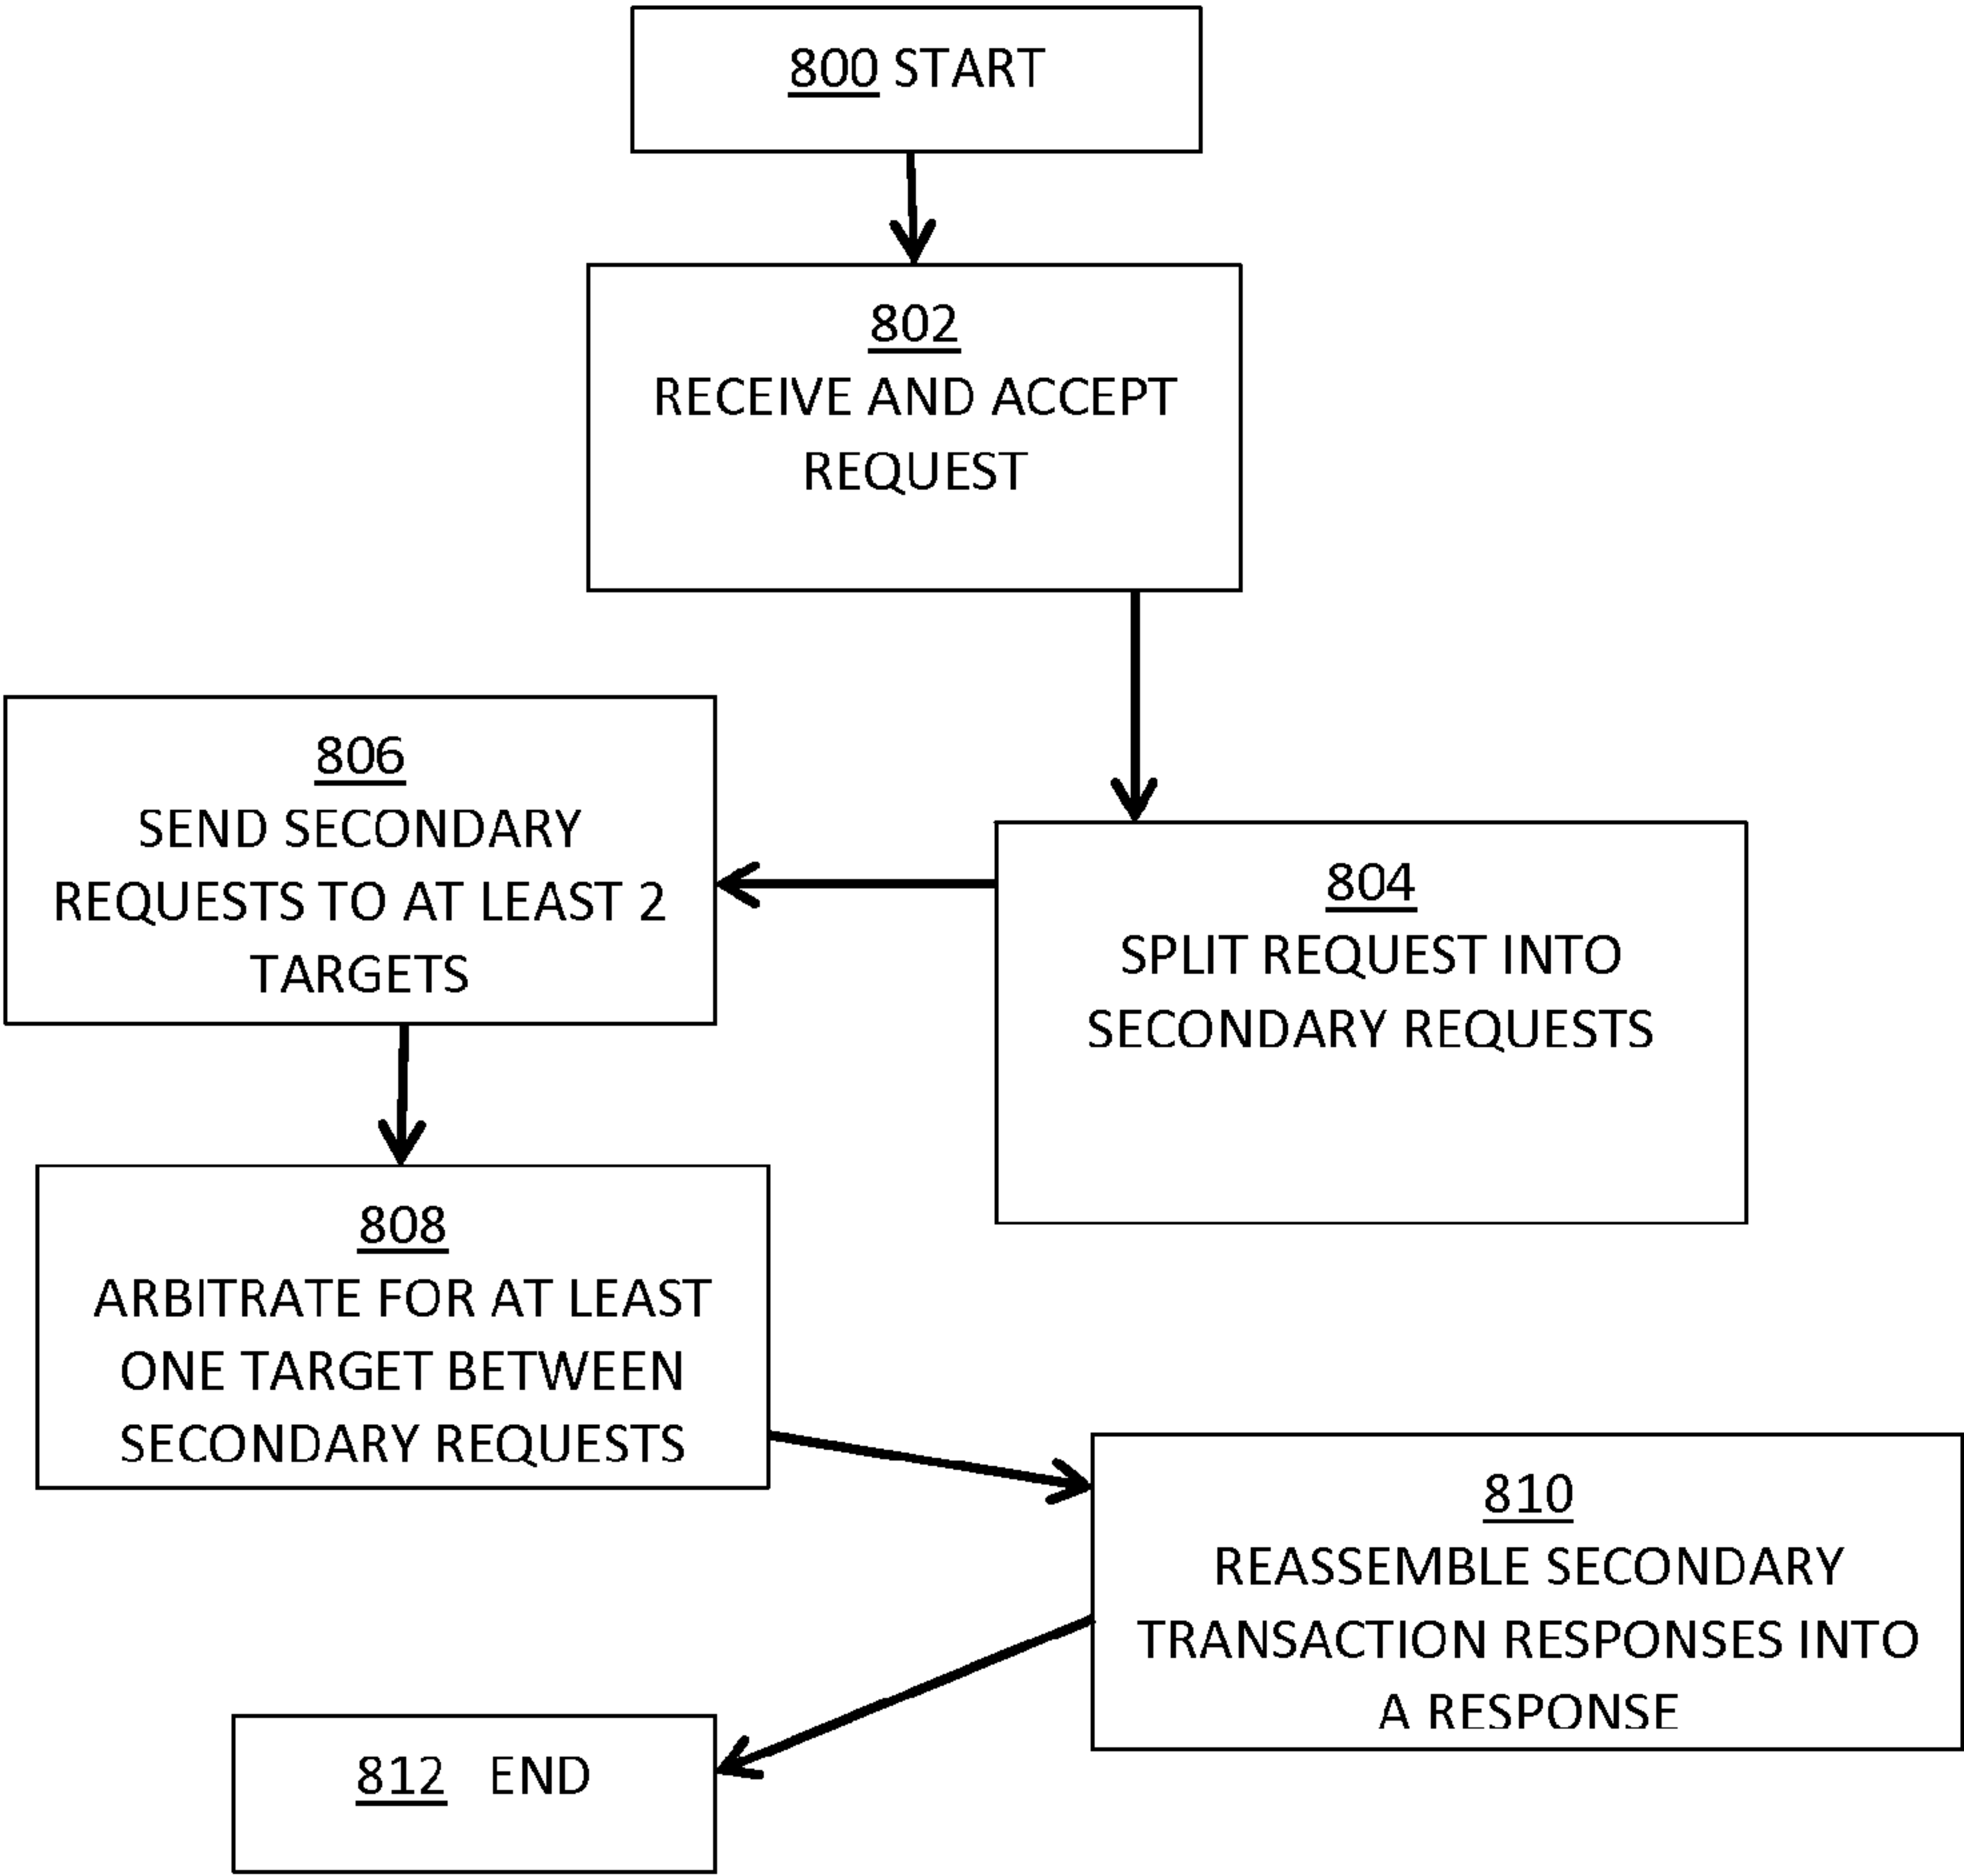 800 START
802
RECEIVE AND ACCEPT
REQUEST
804
SPLIT REQUEST INTO
SECONDARY REQUESTS
806
SEND SECONDARY
REQUESTS TO AT LEAST 2
TARGETS
808
ARBITRATE FOR AT LEAST
ONE TARGET BETWEEN
SECONDARY REQUESTS
810
REASSEMBLE SECONDARY
TRANSACTION RESPONSES INTO
A RESPONSE
812 END